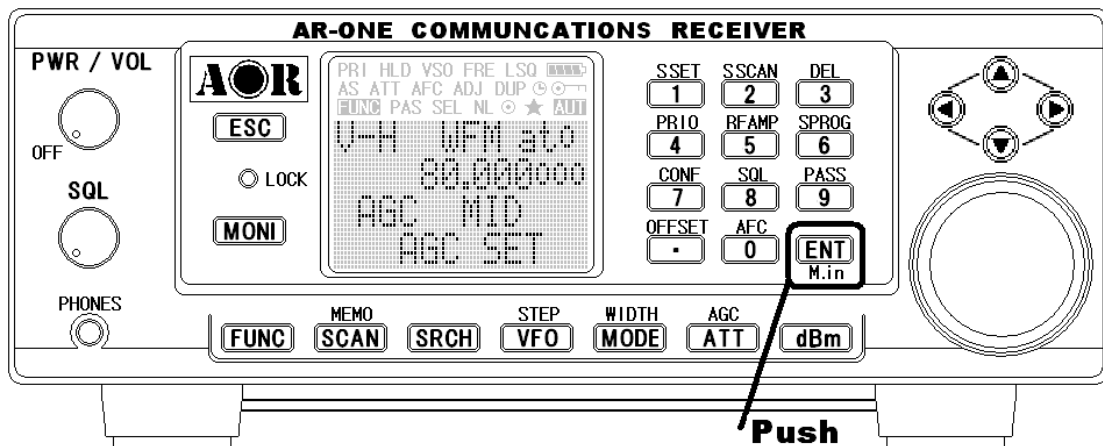 AR-ONE COMMUNCATIONS RECEIVER
PWR / VOL
OFF
SQL
PHONES
AOR
ESC
LOCK
MONI
PRI HLD VSO FRE LSQ
AS ATT AFC ADJ DUP
FUNC PAS SEL NL AUT
V-H WFM ato
80.000000
AGC MID
AGC SET
SSET SSCAN DEL
1 2 3
PRIO RFAMP SPROG
4 5 6
CONF SQL PASS
7 8 9
OFFSET AFC
. 0 ENT
M.in
MEMO STEP WIDTH AGC
FUNC SCAN SRCH VFO MODE ATT dBm
Push